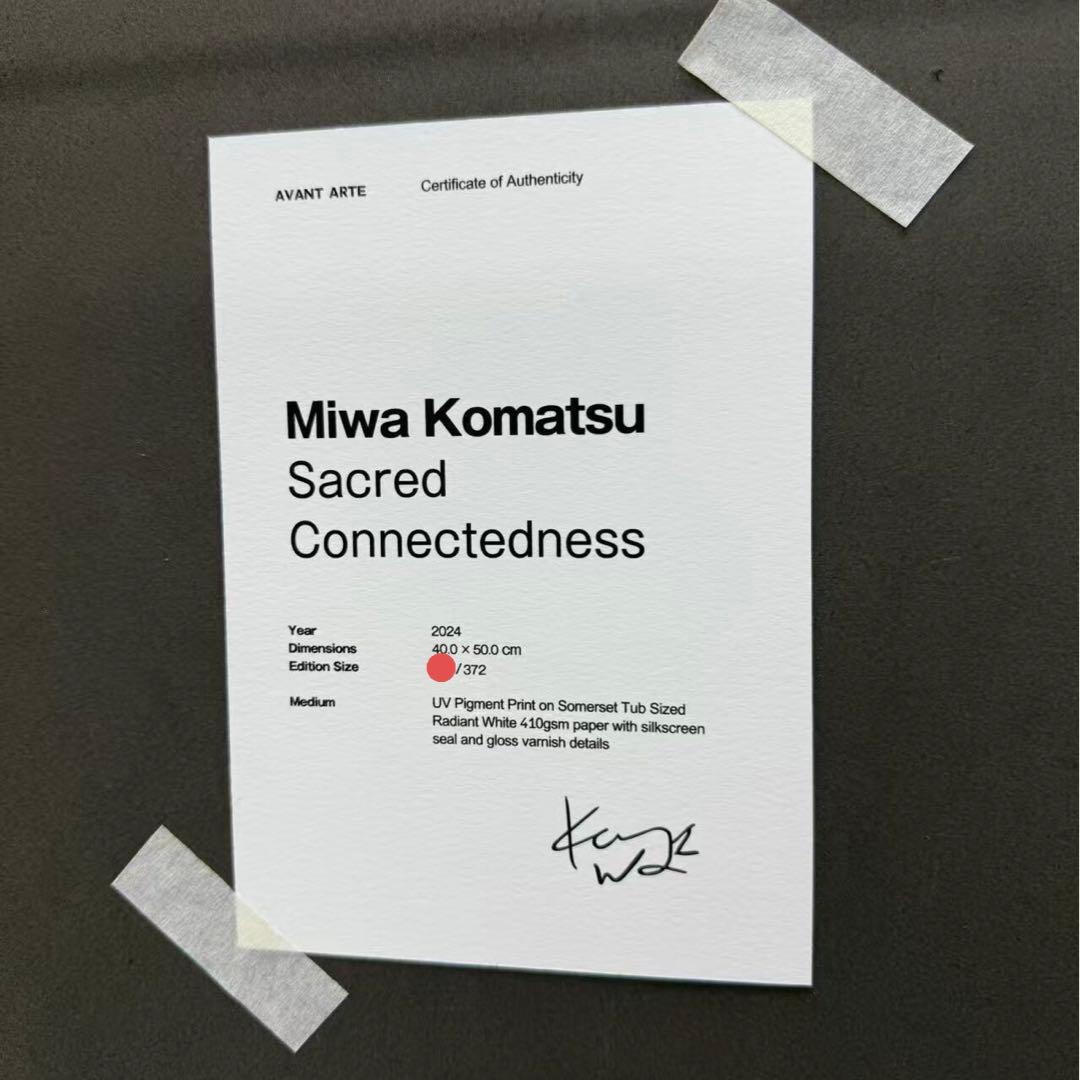 AVANT ARTE
Certificate of Authenticity
Miwa Komatsu
Sacred
Connectedness
Year 2024
Dimensions 40.0 × 50.0 cm
Edition Size /372
Medium UV Pigment Print on Somerset Tub Sized
Radiant White 410gsm paper with silkscreen
seal and gloss varnish details